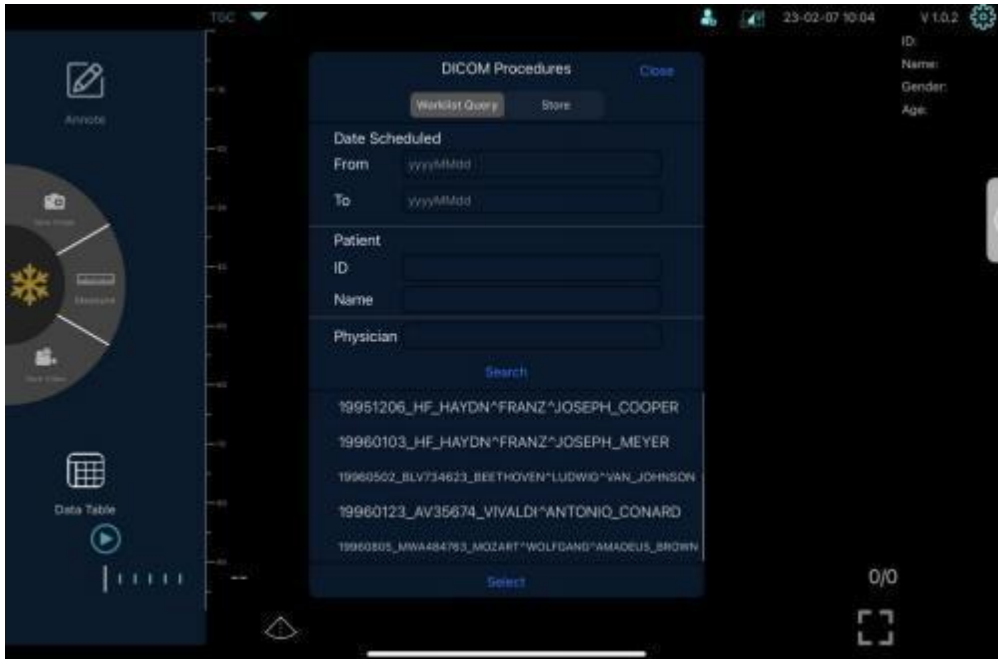 TGC
23-02-07 10:04
V 1.0.2
ID:
Name:
Gender:
Age:
Annote
Measure
Data Table
DICOM Procedures
Close
Worklist Query
Store
Date Scheduled
From
yyyyMMdd
To
yyyyMMdd
Patient
ID
Name
Physician
Search
19951206_HF_HAYDN^FRANZ^JOSEPH_COOPER
19960103_HF_HAYDN^FRANZ^JOSEPH_MEYER
19960502_BLV734623_BEETHOVEN^LUDWIG^VAN_JOHNSON
19960123_AV35674_VIVALDI^ANTONIO_CONARD
19960805_MWA484763_MOZART^WOLFGANG^AMADEUS_BROWN
Select
--
0/0